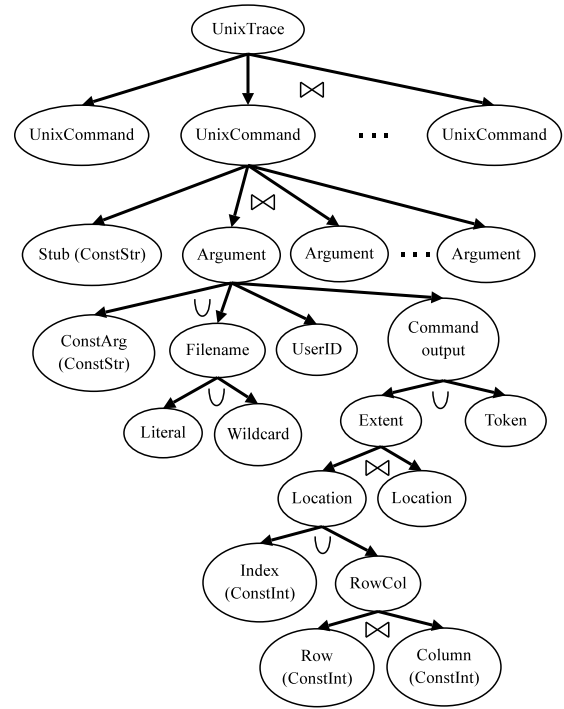 UnixTrace
⋈
UnixCommand UnixCommand ... UnixCommand
⋈
Stub (ConstStr) Argument Argument ... Argument
∪
ConstArg
(ConstStr)
Filename
UserID
Command
output
∪
∪
Literal Wildcard
Extent Token
⋈
Location Location
∪
Index
(ConstInt)
RowCol
⋈
Row
(ConstInt)
Column
(ConstInt)